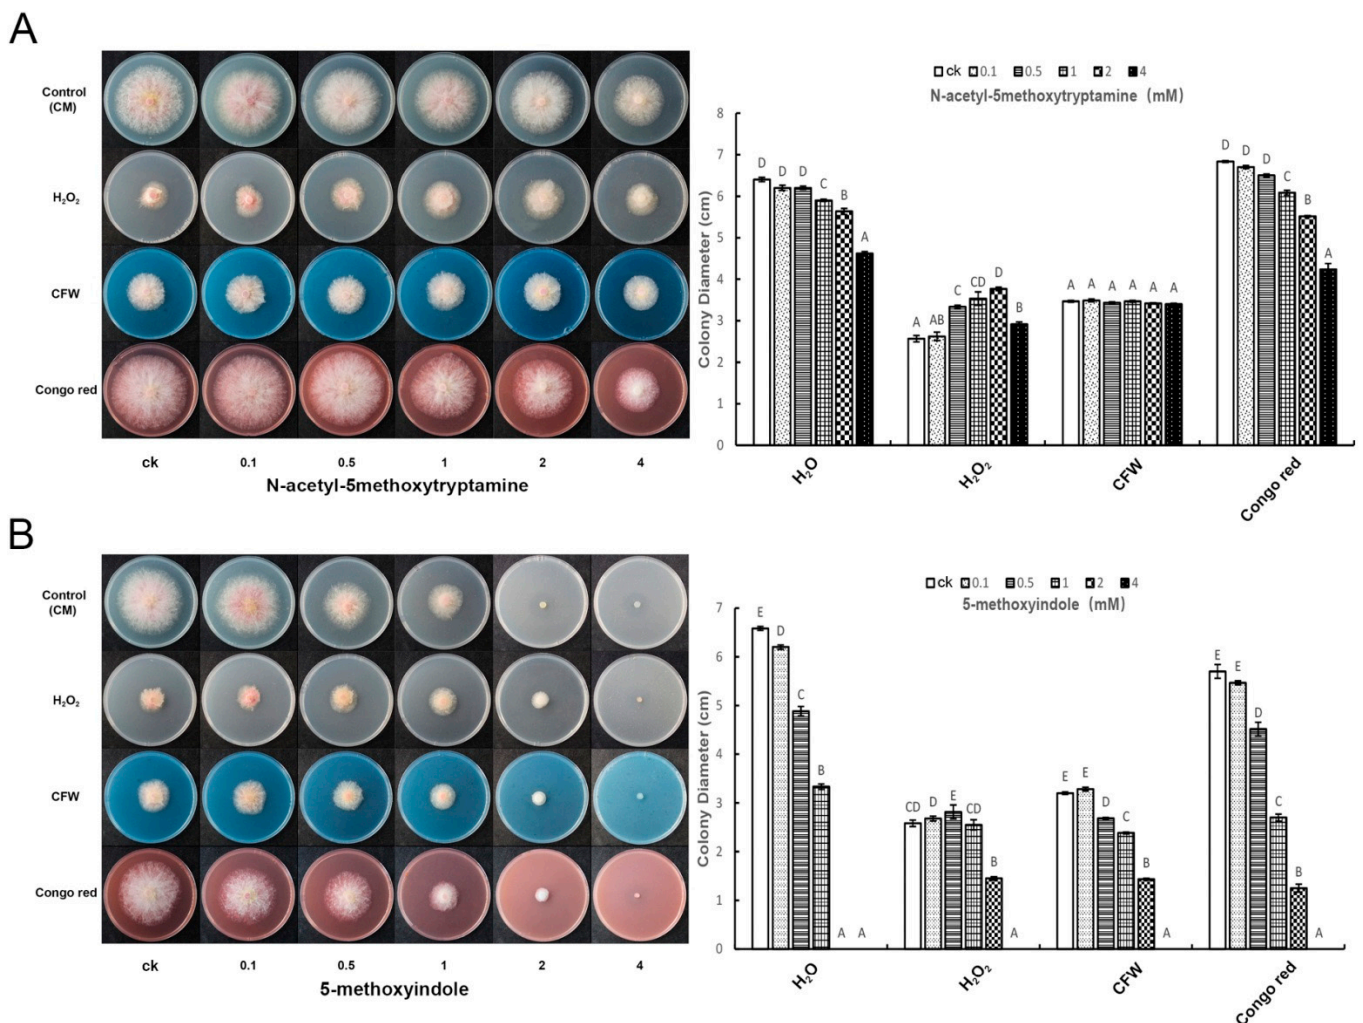 A
Control
(CM)
H₂O₂
CFW
Congo red
ck 0.1 0.5 1 2 4
N-acetyl-5methoxytryptamine
ck 0.1 0.5 1 2 4
N-acetyl-5methoxytryptamine (mM)
Colony Diameter (cm)
8
7
6
5
4
3
2
1
0
D D D C B A
A AB C CD D B
A A A A A A
D D D C B A
H₂O H₂O₂ CFW Congo red
B
Control
(CM)
H₂O₂
CFW
Congo red
ck 0.1 0.5 1 2 4
5-methoxyindole
ck 0.1 0.5 1 2 4
5-methoxyindole (mM)
Colony Diameter (cm)
7
6
5
4
3
2
1
0
E D C B A A
CD D E CD B A
E E D C B A
E E D C B A
H₂O H₂O₂ CFW Congo red